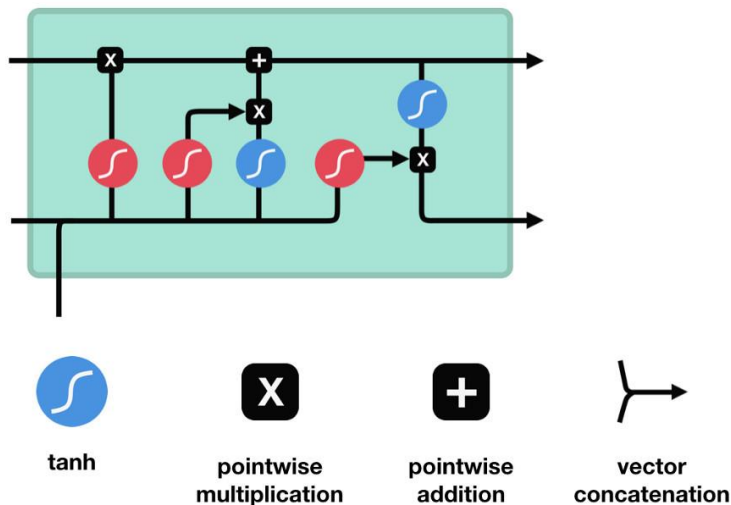 X
+
X
X
X
+
tanh
pointwise
multiplication
pointwise
addition
vector
concatenation